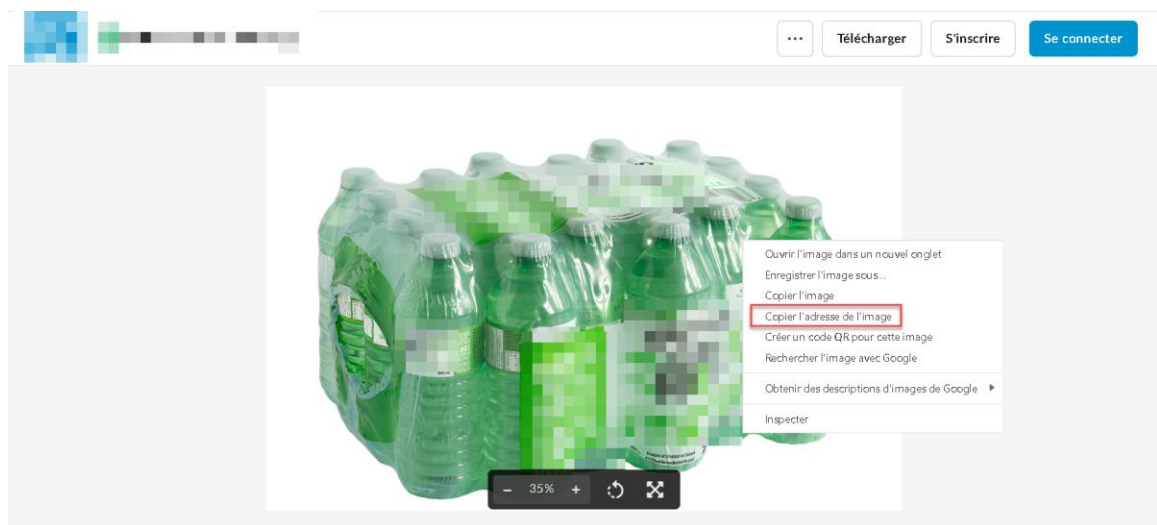 ... Télécharger S'inscrire Se connecter
Ouvrir l'image dans un nouvel onglet
Enregistrer l'image sous...
Copier l'image
Copier l'adresse de l'image
Créer un code QR pour cette image
Rechercher l'image avec Google
Obtenir des descriptions d'images de Google
Inspecter
- 35% +